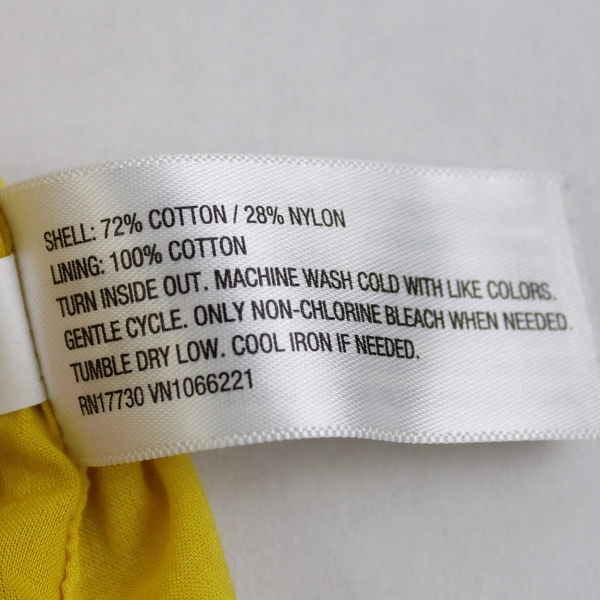 SHELL: 72% COTTON / 28% NYLON
LINING: 100% COTTON
TURN INSIDE OUT. MACHINE WASH COLD WITH LIKE COLORS.
GENTLE CYCLE. ONLY NON-CHLORINE BLEACH WHEN NEEDED.
TUMBLE DRY LOW. COOL IRON IF NEEDED.
RN17730 VN1066221